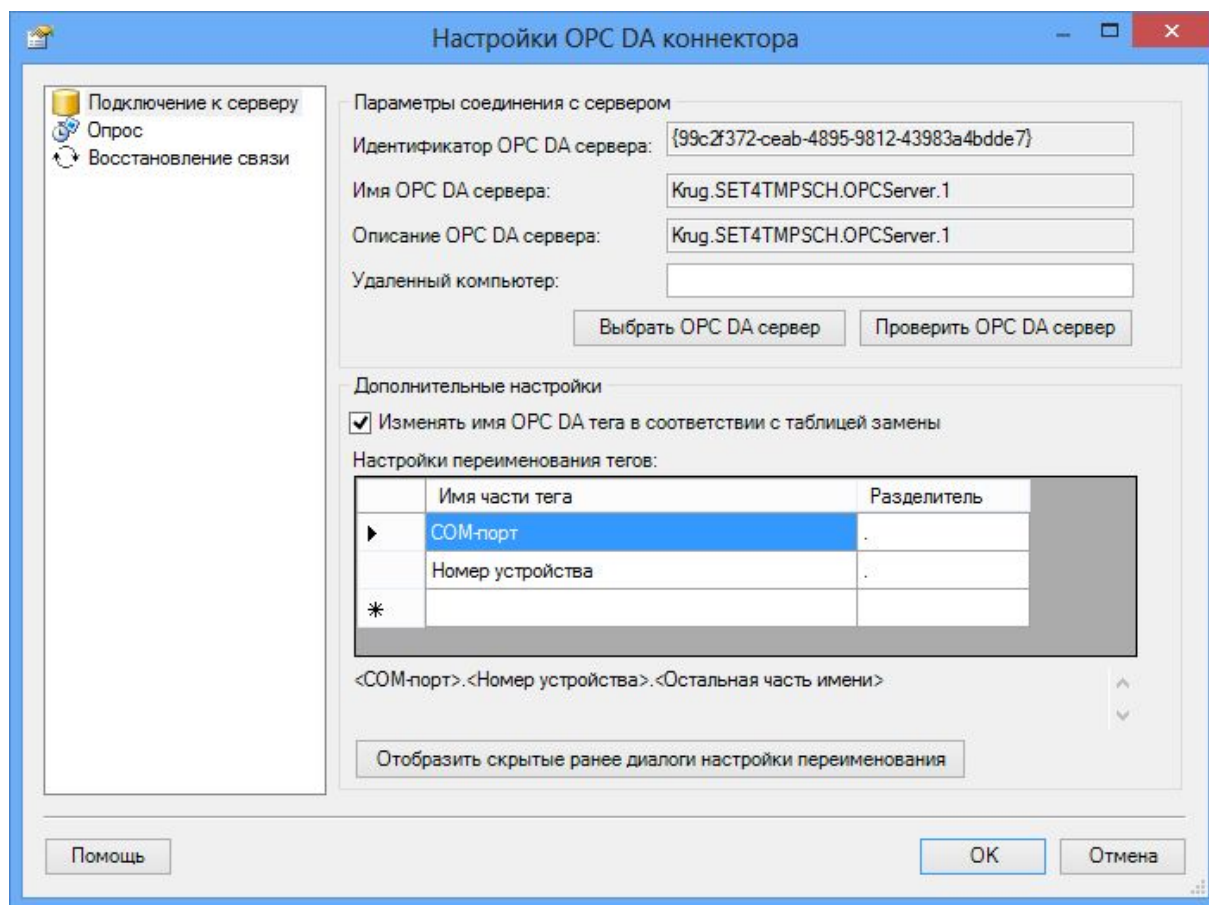 Настройки OPC DA коннектора
Подключение к серверу
Опрос
Восстановление связи
Параметры соединения с сервером
Идентификатор OPC DA сервера: {99c2f372-ceab-4895-9812-43983a4bdde7}
Имя OPC DA сервера: Krug.SET4TMPSCH.OPCServer.1
Описание OPC DA сервера: Krug.SET4TMPSCH.OPCServer.1
Удаленный компьютер:
Выбрать OPC DA сервер Проверить OPC DA сервер
Дополнительные настройки
Изменять имя OPC DA тега в соответствии с таблицей замены
Настройки переименования тегов:
Имя части тега Разделитель
COM-порт .
Номер устройства .
<COM-порт>.<Номер устройства>.<Остальная часть имени>
Отобразить скрытые ранее диалоги настройки переименования
Помощь OK Отмена